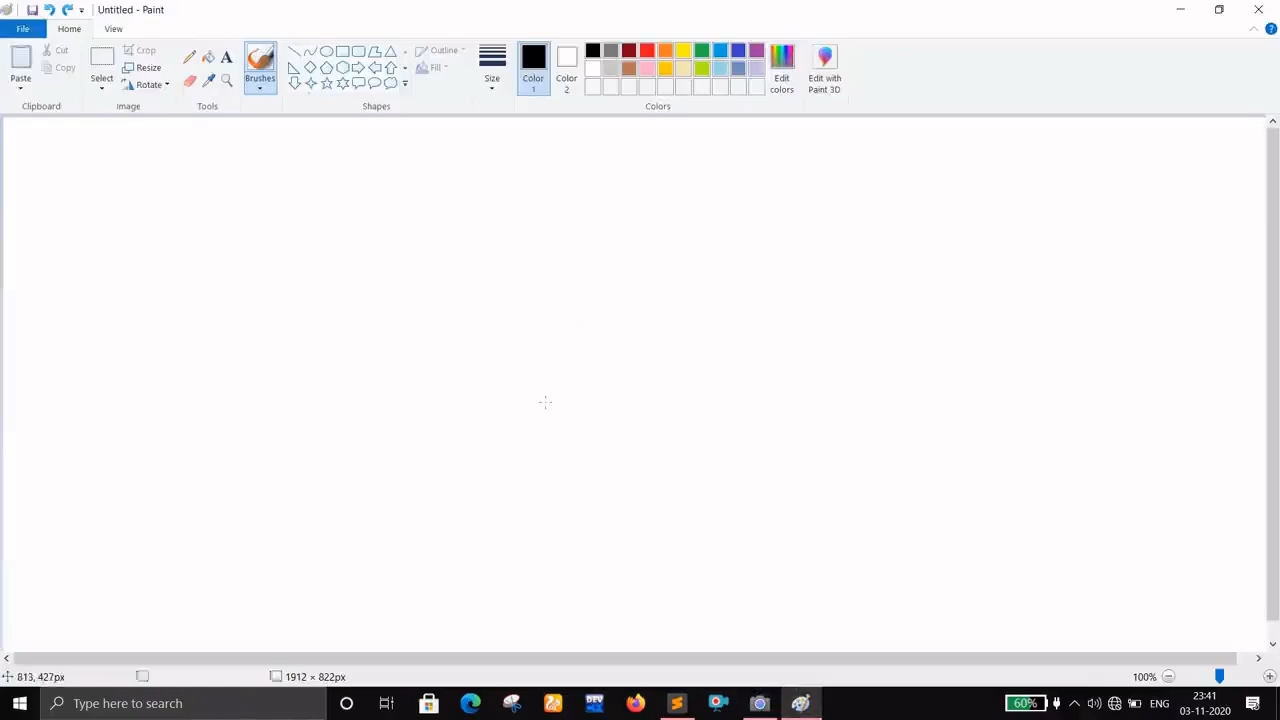 Untitled - Paint
File Home View
Paste Cut Copy Select Crop Resize Rotate Brushes Outline Fill Size Color 1 Color 2 Edit colors Edit with Paint 3D
Clipboard Image Tools Shapes Colors
813, 427px 1912 × 822px 100%
Type here to search DEV 60% ENG 23:41
03-11-2020